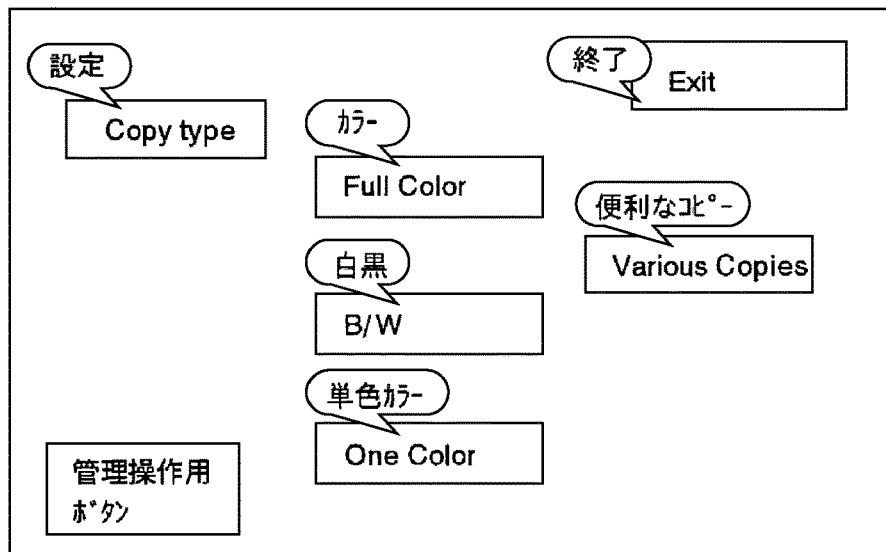 設定
Copy type
終了
Exit
ｶﾗｰ
Full Color
便利なｺﾋﾟｰ
Various Copies
白黒
B/W
単色ｶﾗｰ
One Color
管理操作用
ﾎﾞﾀﾝ